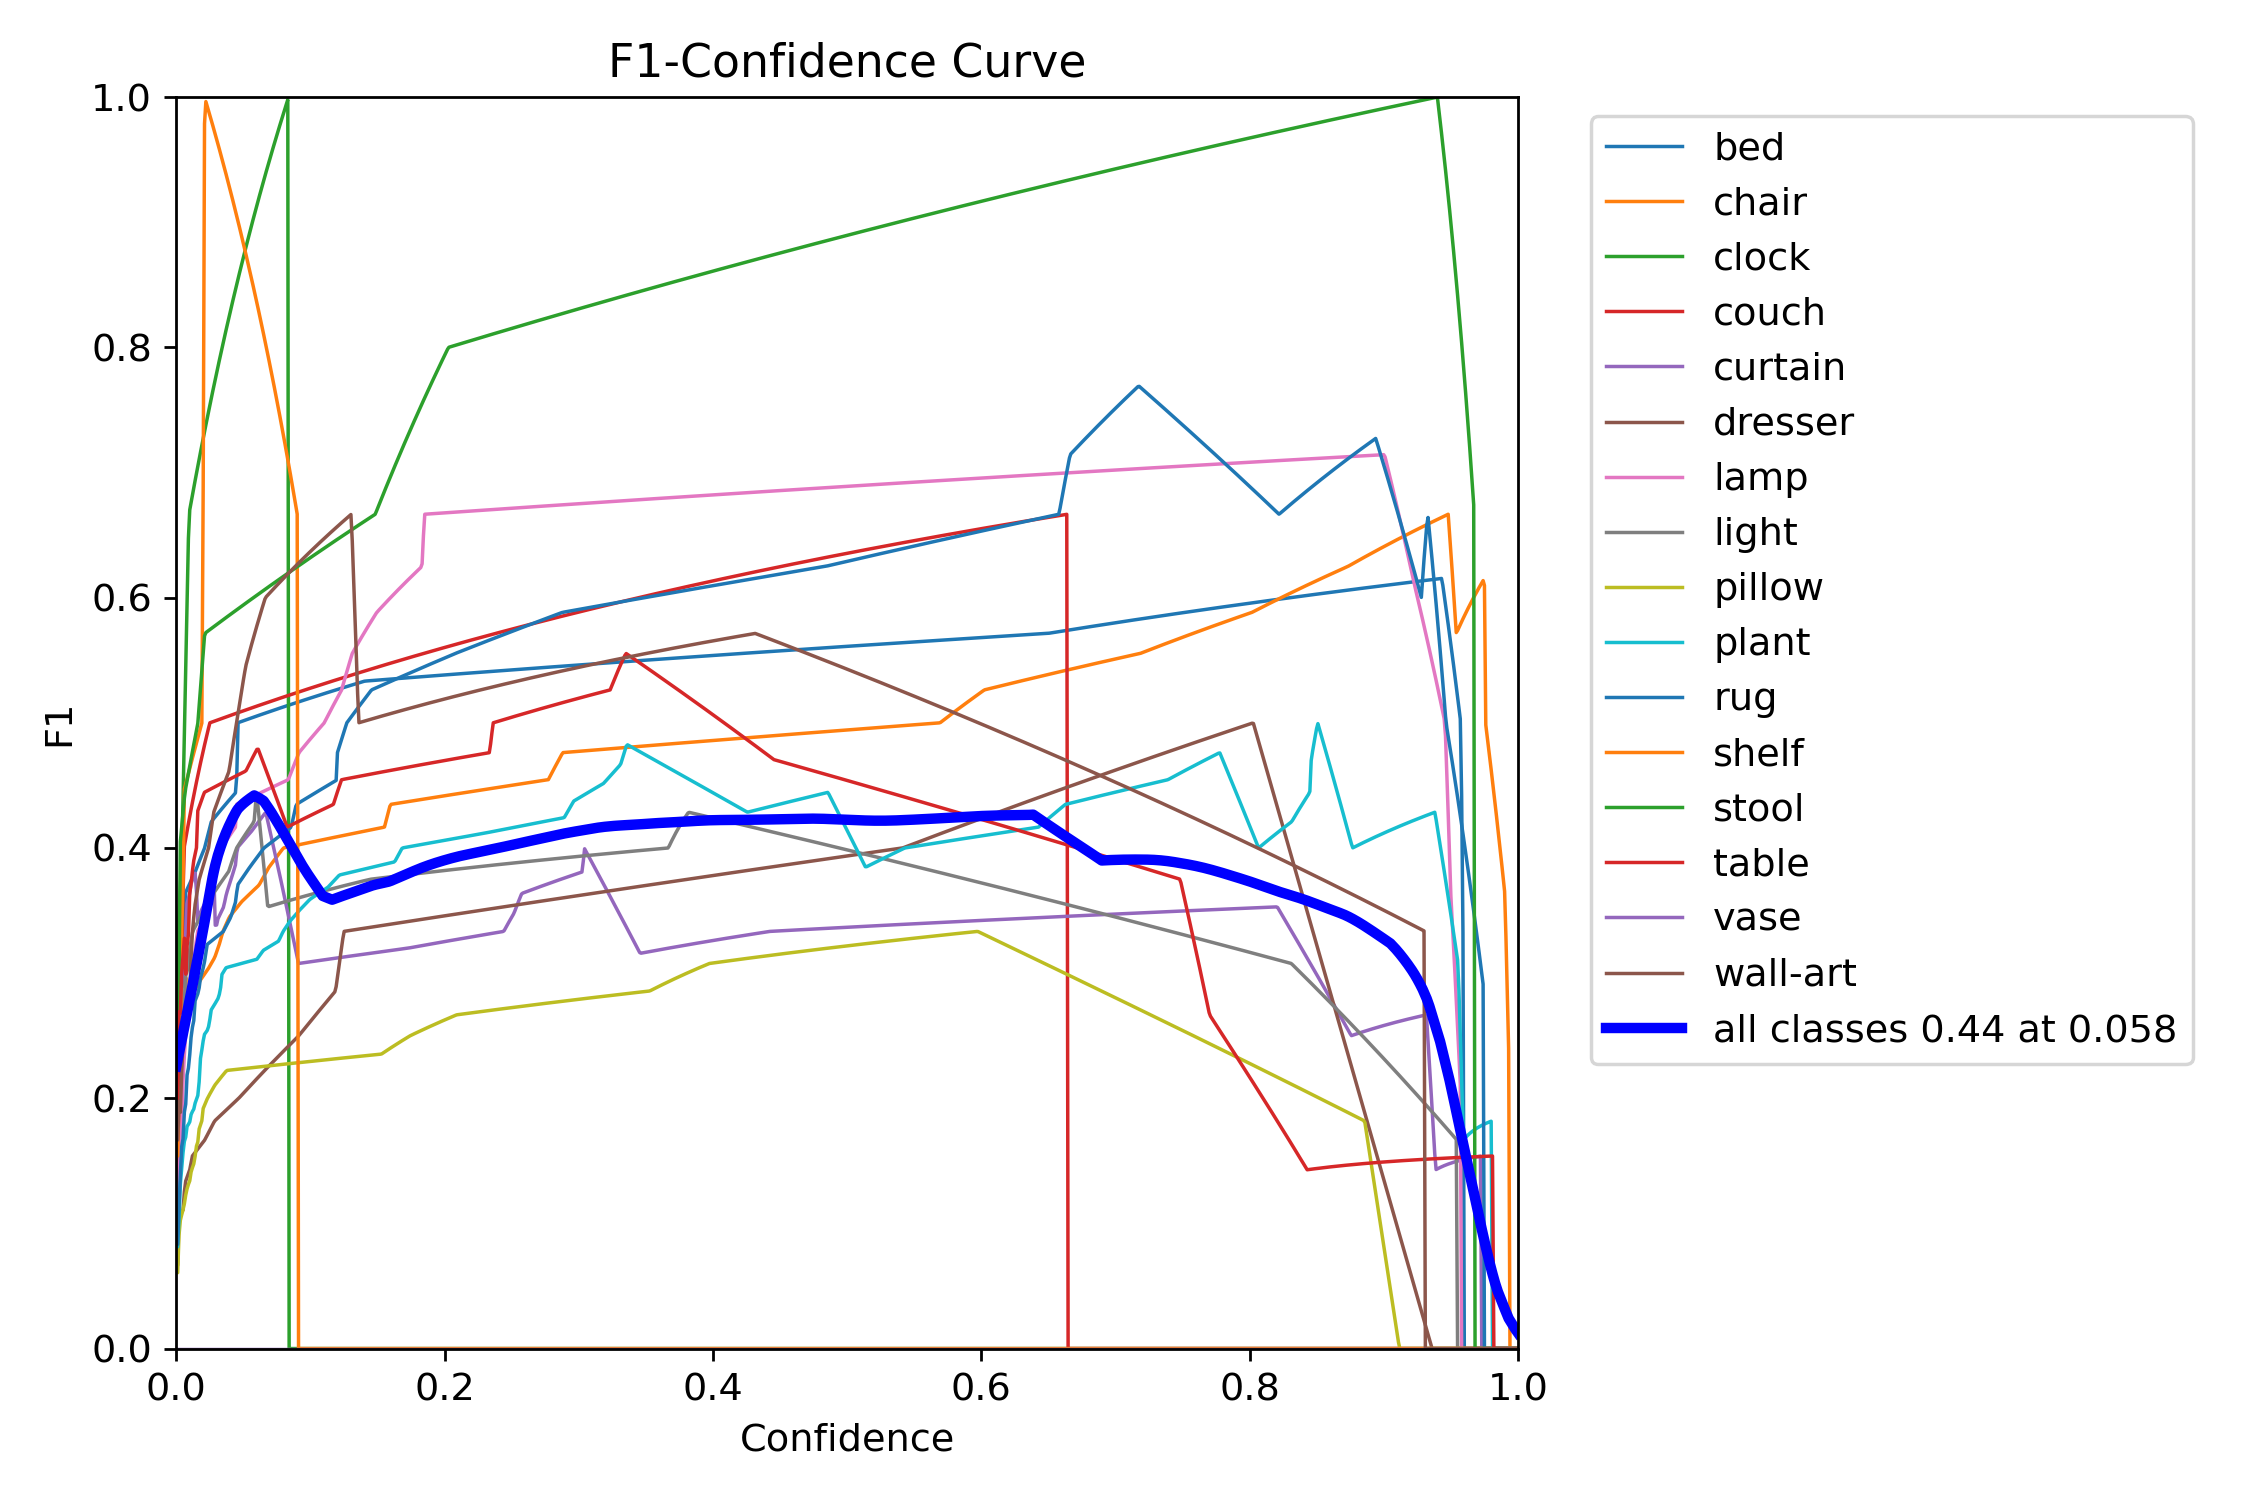 F1-Confidence Curve
1.0
0.8
0.6
0.4
0.2
0.0
F1
0.0 0.2 0.4 0.6 0.8 1.0
Confidence
bed
chair
clock
couch
curtain
dresser
lamp
light
pillow
plant
rug
shelf
stool
table
vase
wall-art
all classes 0.44 at 0.058